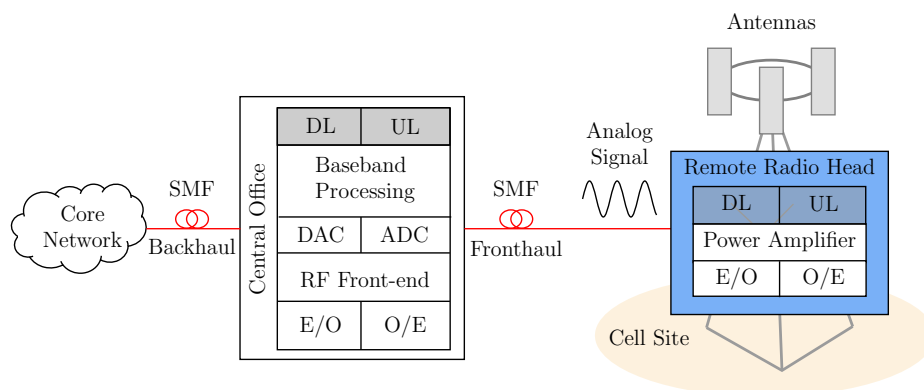 Core
Network
SMF
Backhaul
Central Office
DL UL
Baseband
Processing
DAC ADC
RF Front-end
E/O O/E
SMF
Fronthaul
Analog
Signal
Antennas
Remote Radio Head
DL UL
Power Amplifier
E/O O/E
Cell Site